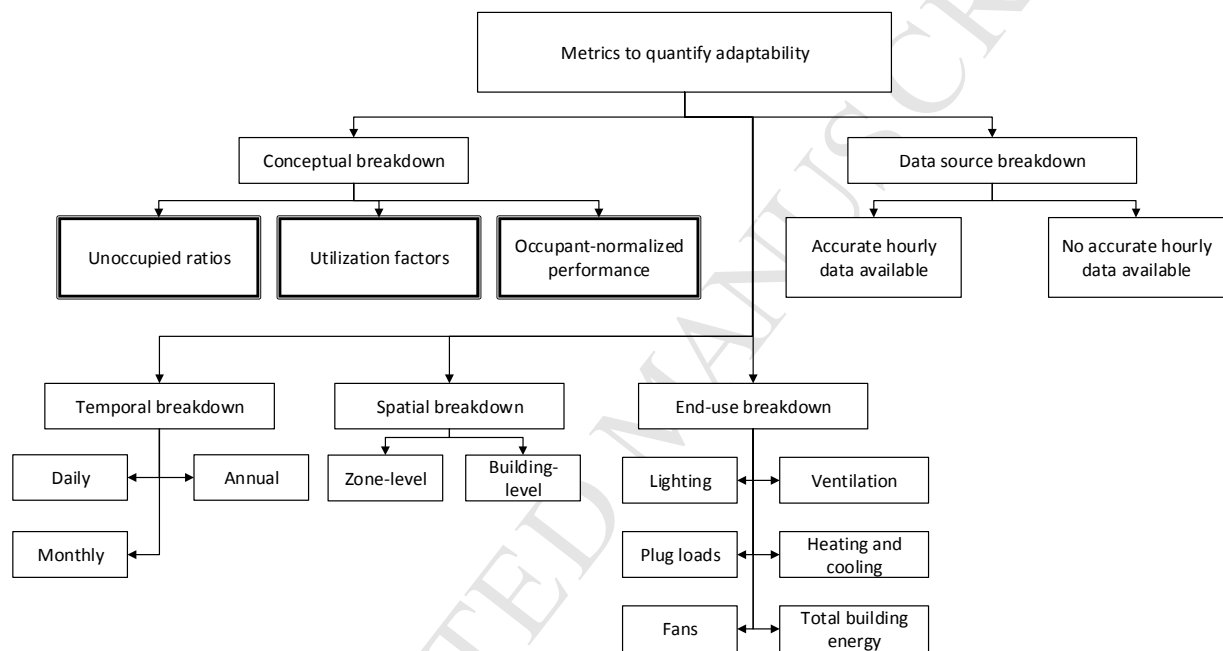 Metrics to quantify adaptability
Conceptual breakdown
Data source breakdown
Unoccupied ratios
Utilization factors
Occupant-normalized
performance
Accurate hourly
data available
No accurate hourly
data available
Temporal breakdown
Spatial breakdown
End-use breakdown
Daily
Annual
Monthly
Zone-level
Building-
level
Lighting
Ventilation
Plug loads
Heating and
cooling
Fans
Total building
energy
TED MANUSCR